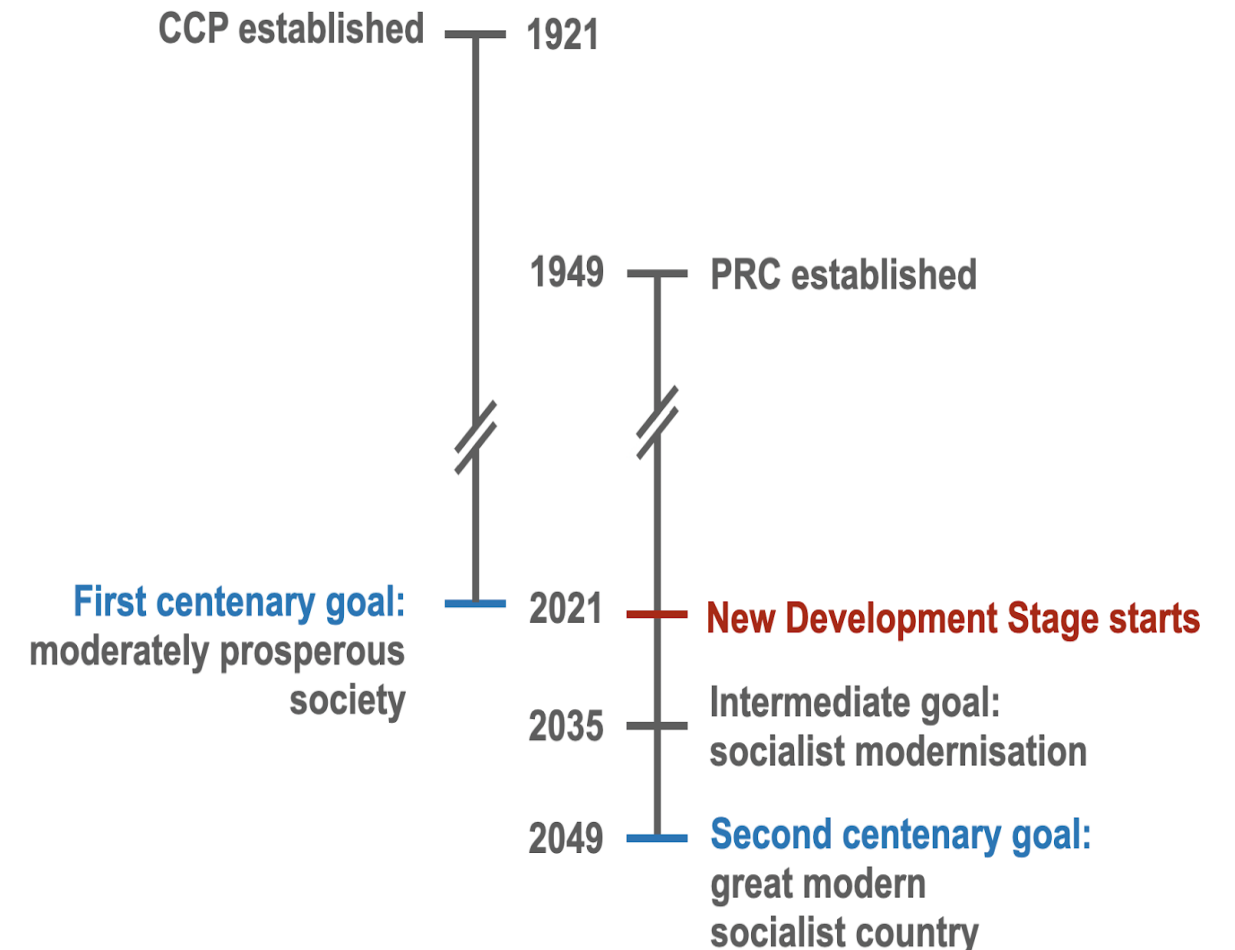 CCP established 1921
1949 PRC established
First centenary goal:
moderately prosperous
society
2021 New Development Stage starts
2035 Intermediate goal:
socialist modernisation
2049 Second centenary goal:
great modern
socialist country